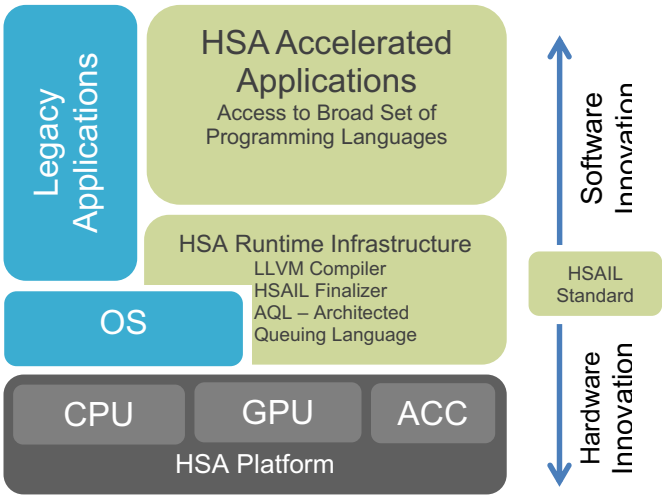 Legacy
Applications
HSA Accelerated
Applications
Access to Broad Set of
Programming Languages
HSA Runtime Infrastructure
LLVM Compiler
HSAIL Finalizer
AQL – Architected
Queuing Language
OS
CPU
GPU
ACC
HSA Platform
Software
Innovation
HSAIL
Standard
Hardware
Innovation